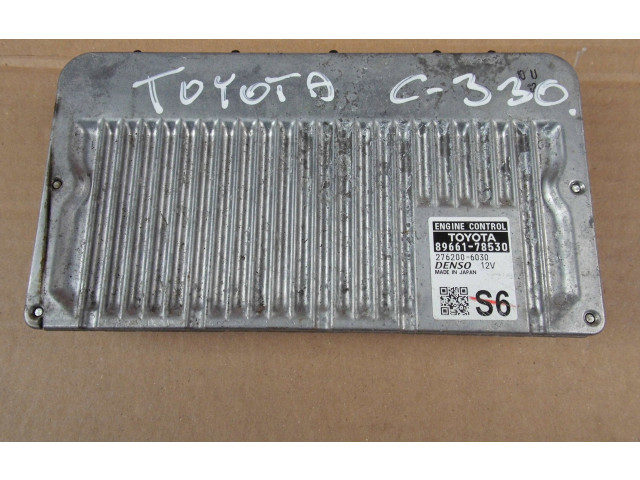 TOYOTA C-330.
ENGINE CONTROL
TOYOTA
89661-78530
276200-6030
DENSO 12V
MADE IN JAPAN
S6